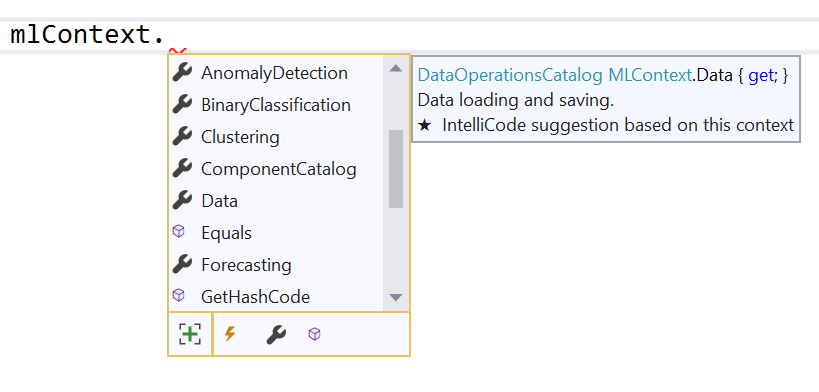 mlContext.
AnomalyDetection
BinaryClassification
Clustering
ComponentCatalog
Data
Equals
Forecasting
GetHashCode
DataOperationsCatalog MLContext.Data { get; }
Data loading and saving.
★ IntelliCode suggestion based on this context